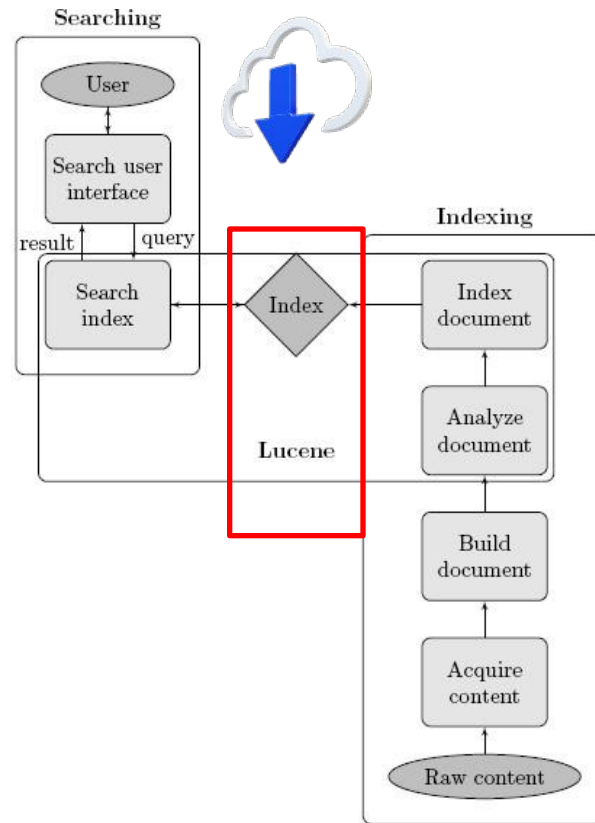 Searching
User
Search user
interface
result
query
Search
index
Index
Lucene
Indexing
Index
document
Analyze
document
Build
document
Acquire
content
Raw content